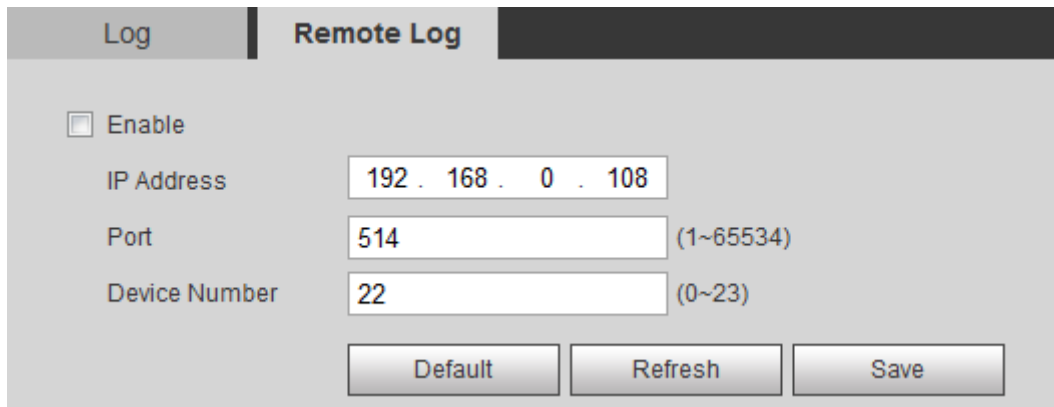 Log Remote Log
Enable
IP Address 192 . 168 . 0 . 108
Port 514 (1~65534)
Device Number 22 (0~23)
Default Refresh Save